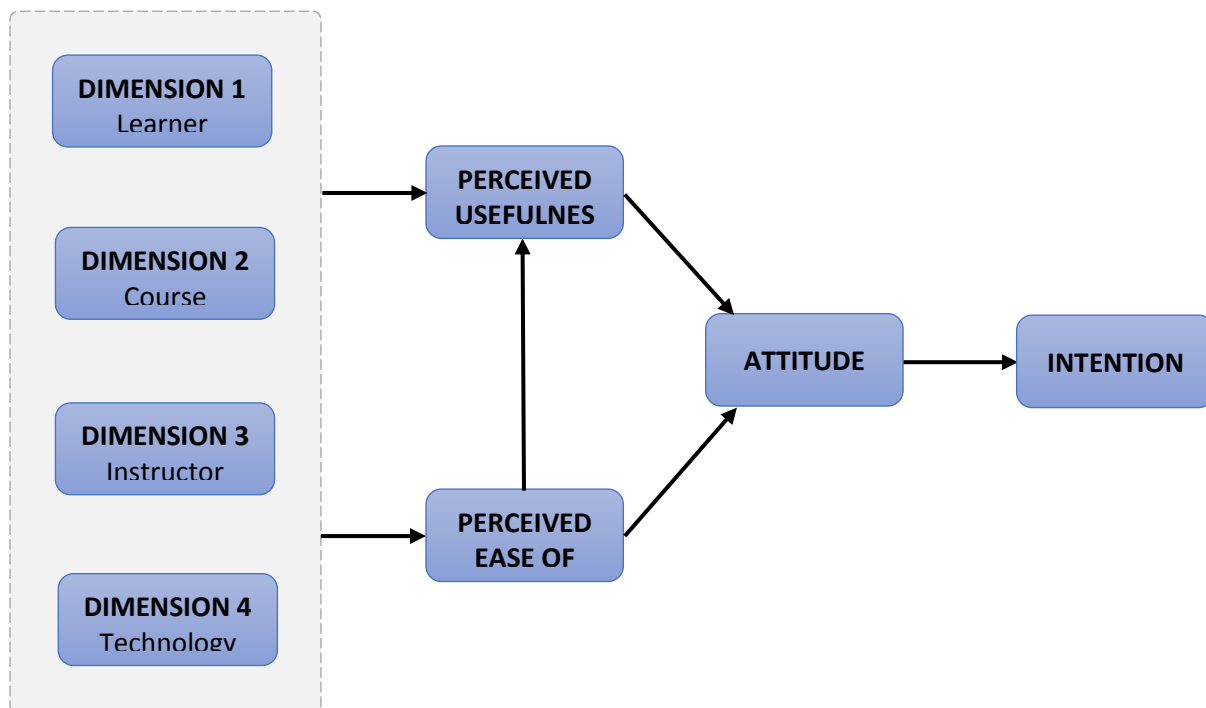 DIMENSION 1
Learner
DIMENSION 2
Course
DIMENSION 3
Instructor
DIMENSION 4
Technology
PERCEIVED
USEFULNES
PERCEIVED
EASE OF
ATTITUDE
INTENTION